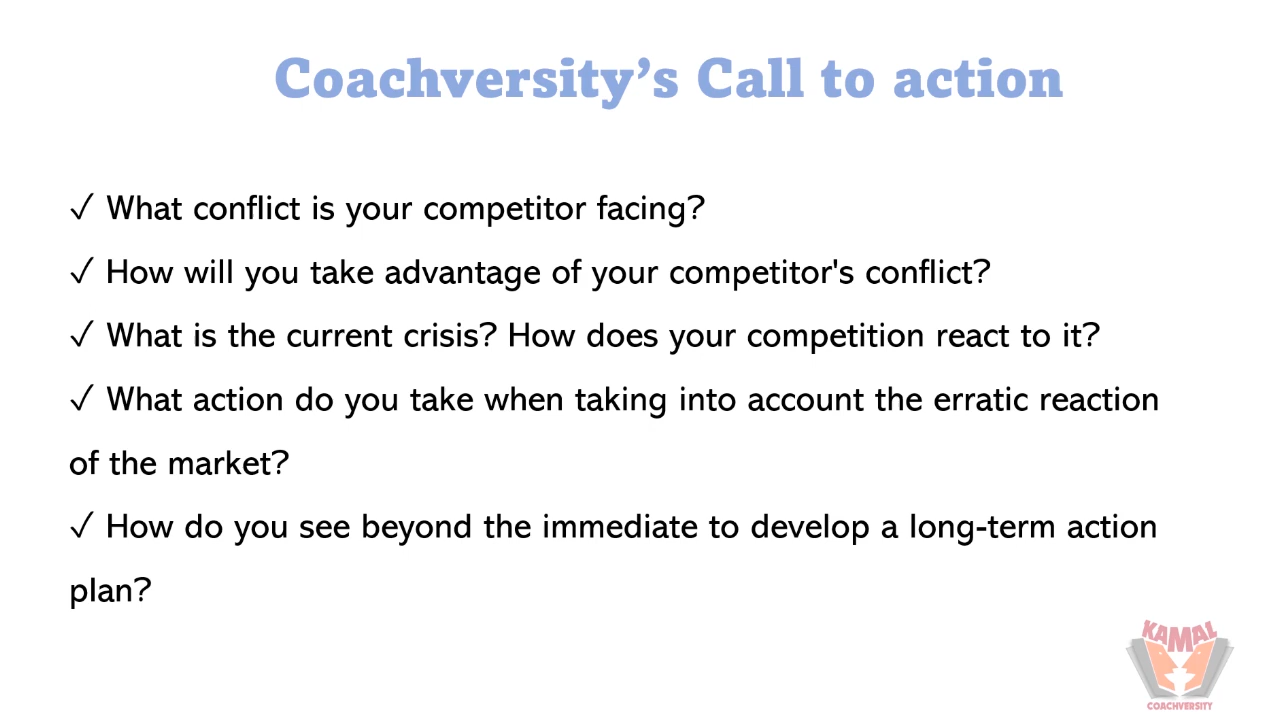 Coachversity’s Call to action
✓ What conflict is your competitor facing?
✓ How will you take advantage of your competitor's conflict?
✓ What is the current crisis? How does your competition react to it?
✓ What action do you take when taking into account the erratic reaction
of the market?
✓ How do you see beyond the immediate to develop a long-term action
plan?
KAMAL
COACHVERSITY